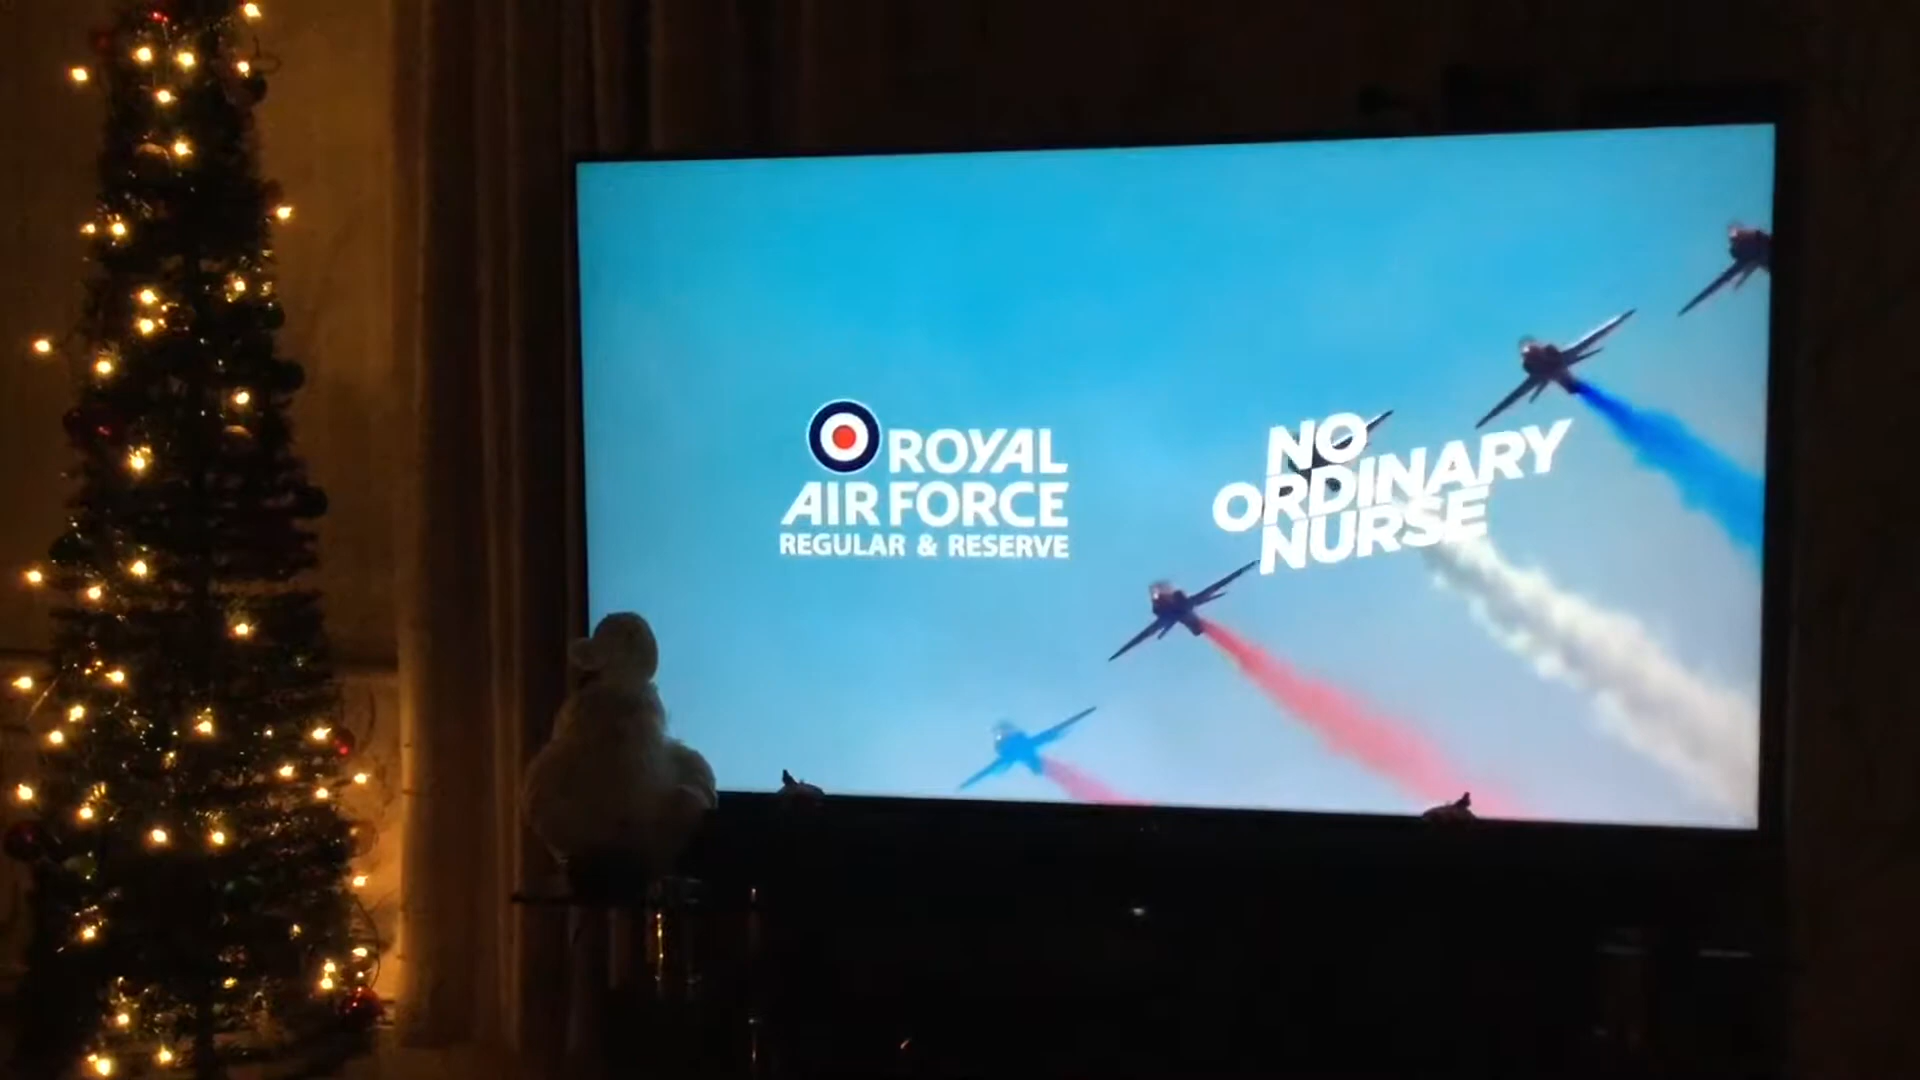 ROYAL
AIR FORCE
REGULAR & RESERVE
NO
ORDINARY
NURSE